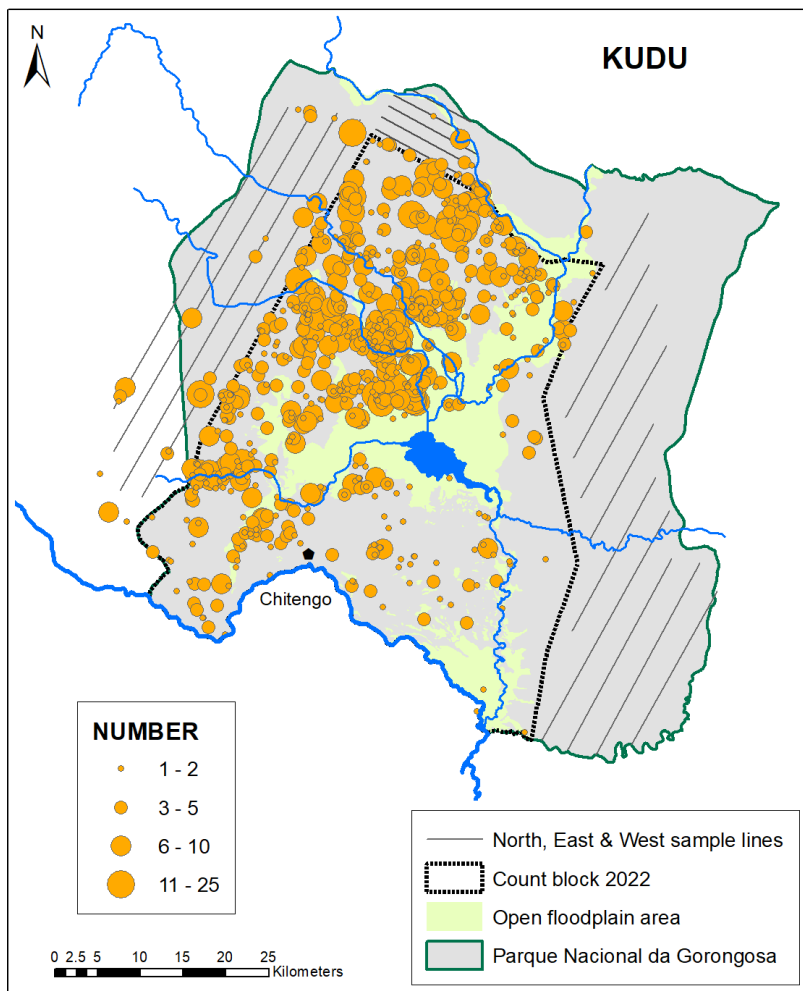 N
KUDU
Chitengo
NUMBER
1 - 2
3 - 5
6 - 10
11 - 25
0 2.5 5 10 15 20 25
Kilometers
North, East & West sample lines
Count block 2022
Open floodplain area
Parque Nacional da Gorongosa